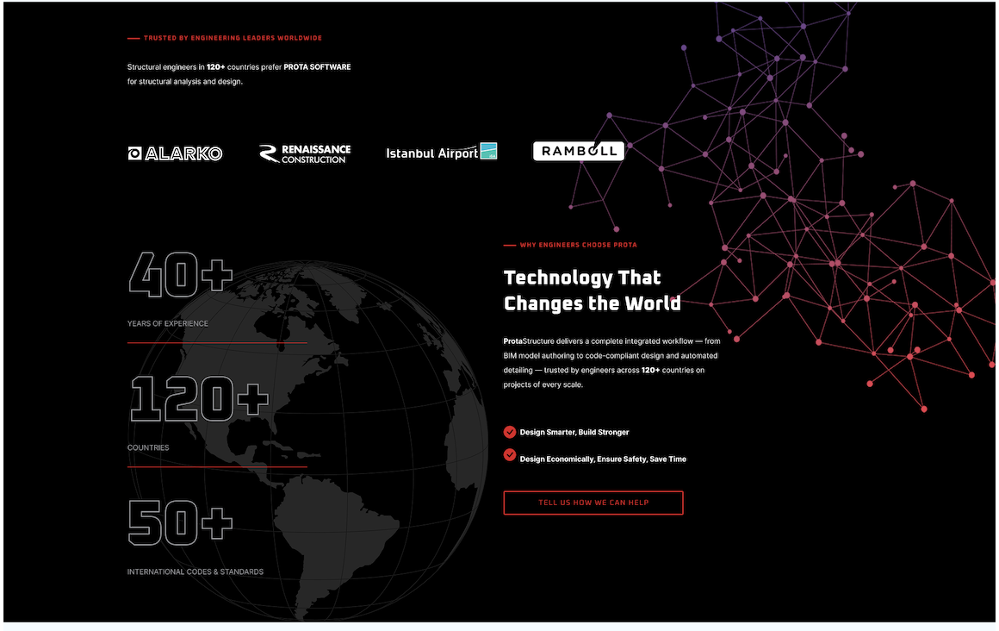 TRUSTED BY ENGINEERING LEADERS WORLDWIDE
Structural engineers in 120+ countries prefer PROTA SOFTWARE
for structural analysis and design.
ALARKO
RENAISSANCE
CONSTRUCTION
Istanbul Airport
RAMBOLL
40+
YEARS OF EXPERIENCE
120+
COUNTRIES
50+
INTERNATIONAL CODES & STANDARDS
WHY ENGINEERS CHOOSE PROTA
Technology That
Changes the World
ProtaStructure delivers a complete integrated workflow — from
BIM model authoring to code-compliant design and automated
detailing — trusted by engineers across 120+ countries on
projects of every scale.
Design Smarter, Build Stronger
Design Economically, Ensure Safety, Save Time
TELL US HOW WE CAN HELP